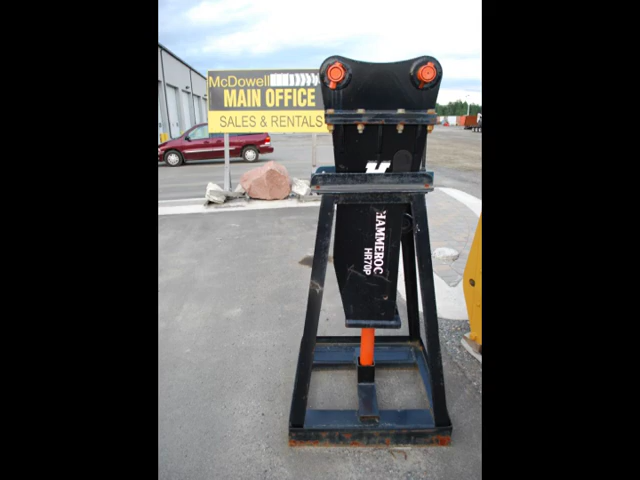 McDowell
MAIN OFFICE
SALES & RENTALS
H
HAMMEROC
HR70P